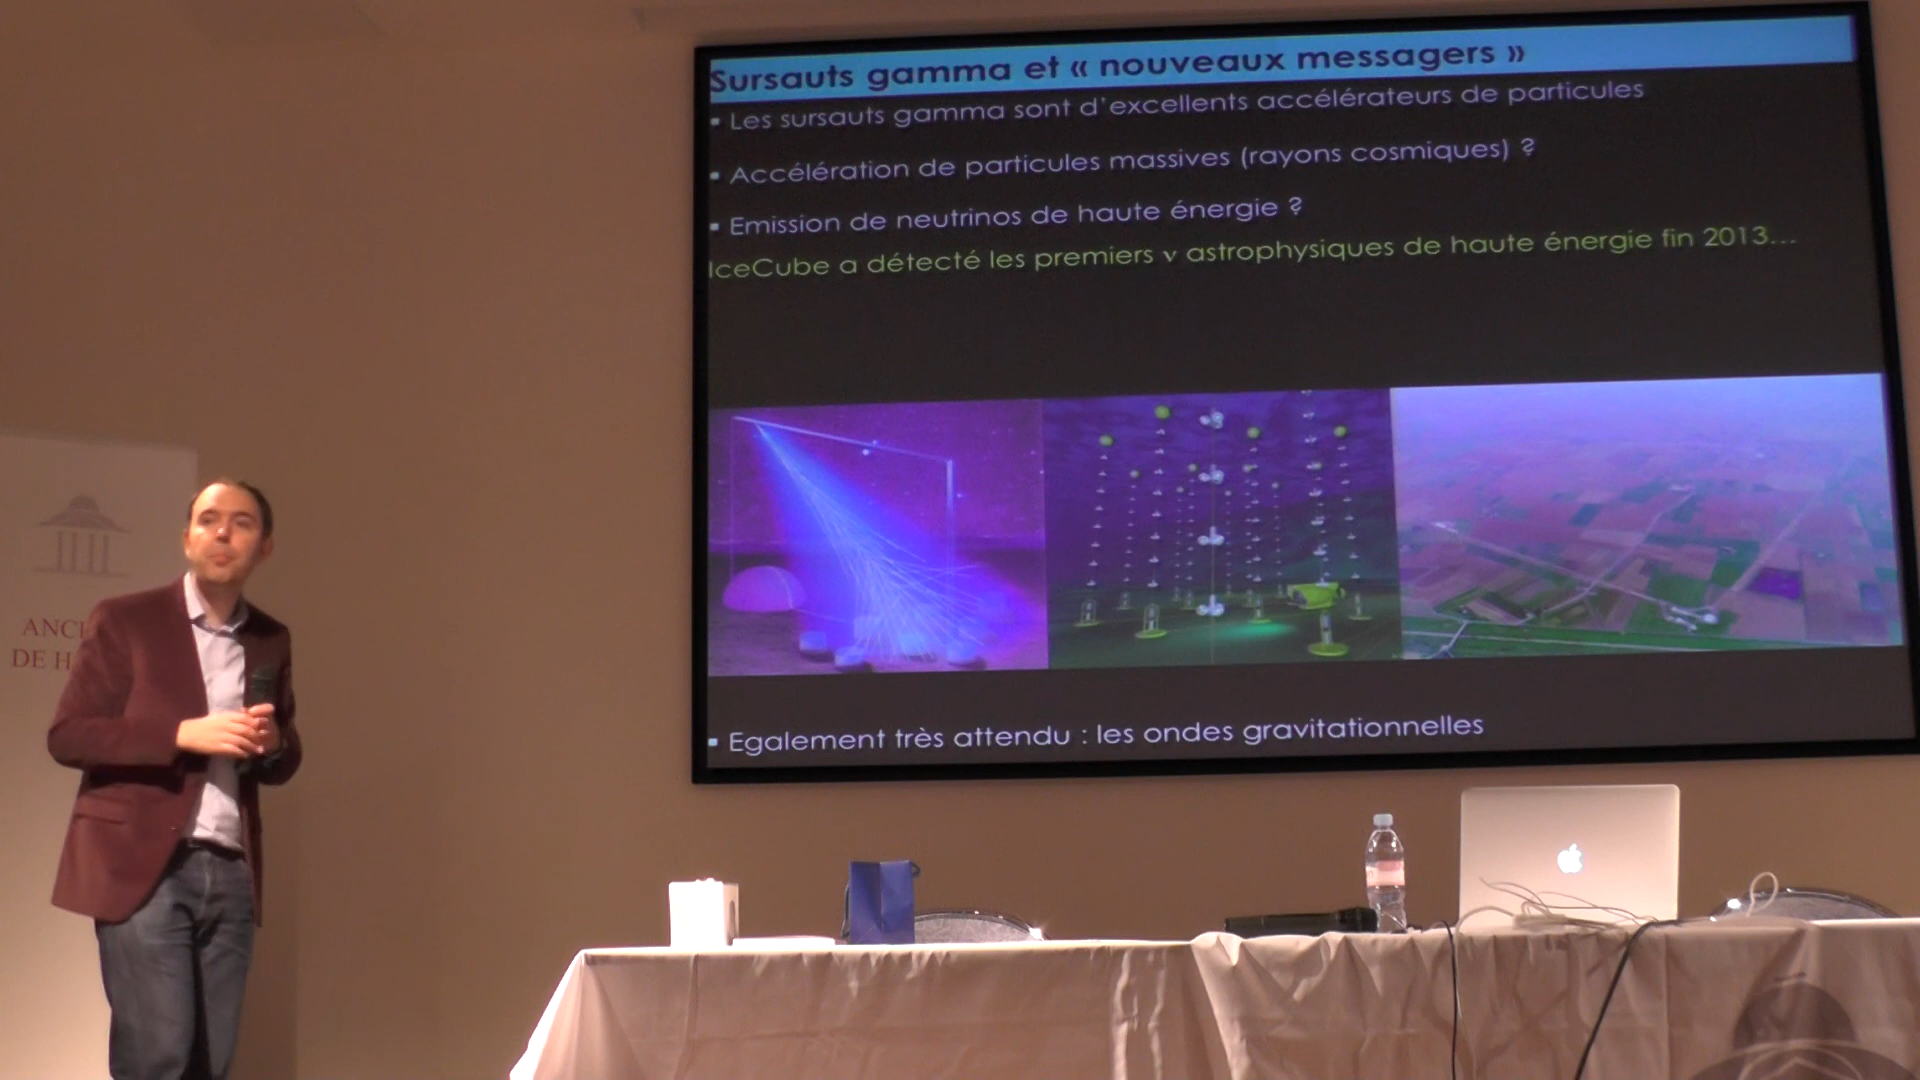 Sursauts gamma et « nouveaux messagers »
▪ Les sursauts gamma sont d'excellents accélérateurs de particules
▪ Accélération de particules massives (rayons cosmiques) ?
▪ Emission de neutrinos de haute énergie ?
IceCube a détecté les premiers ν astrophysiques de haute énergie fin 2013...
▪ Egalement très attendu : les ondes gravitationnelles
DE